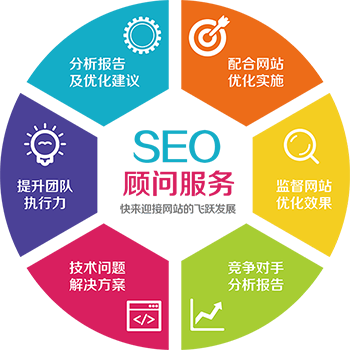 分析报告
及优化建议
配合网站
优化实施
提升团队
执行力
SEO
顾问服务
快来迎接网站的飞跃发展
监督网站
优化效果
技术问题
解决方案
</>
竞争对手
分析报告